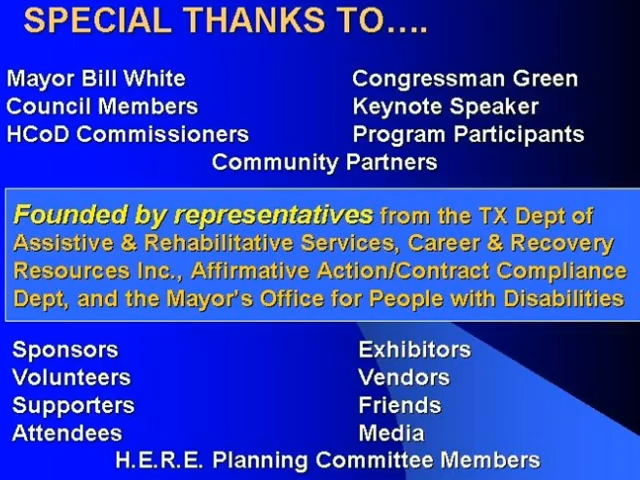 SPECIAL THANKS TO….
Mayor Bill White
Congressman Green
Council Members
Keynote Speaker
HCoD Commissioners
Program Participants
Community Partners
Founded by representatives from the TX Dept of
Assistive & Rehabilitative Services, Career & Recovery
Resources Inc., Affirmative Action/Contract Compliance
Dept, and the Mayor's Office for People with Disabilities
Sponsors
Exhibitors
Volunteers
Vendors
Supporters
Friends
Attendees
Media
H.E.R.E. Planning Committee Members